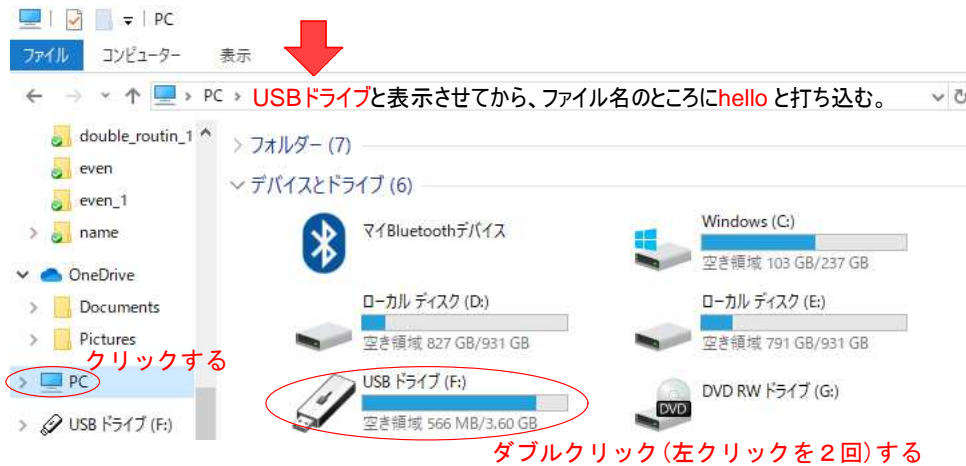 PC
ファイル コンピューター 表示
PC > USBドライブと表示させてから、ファイル名のところにhello と打ち込む。
double_routin_1
even
even_1
name
OneDrive
Documents
Pictures
クリックする
PC
USB ドライブ (F:)
フォルダー (7)
デバイスとドライブ (6)
マイ Bluetoothデバイス
Windows (C:)
空き領域 103 GB/237 GB
ローカル ディスク (D:)
空き領域 827 GB/931 GB
ローカル ディスク (E:)
空き領域 791 GB/931 GB
USB ドライブ (F:)
空き領域 566 MB/3.60 GB
DVD RW ドライブ (G:)
DVD
ダブルクリック(左クリックを2回)する